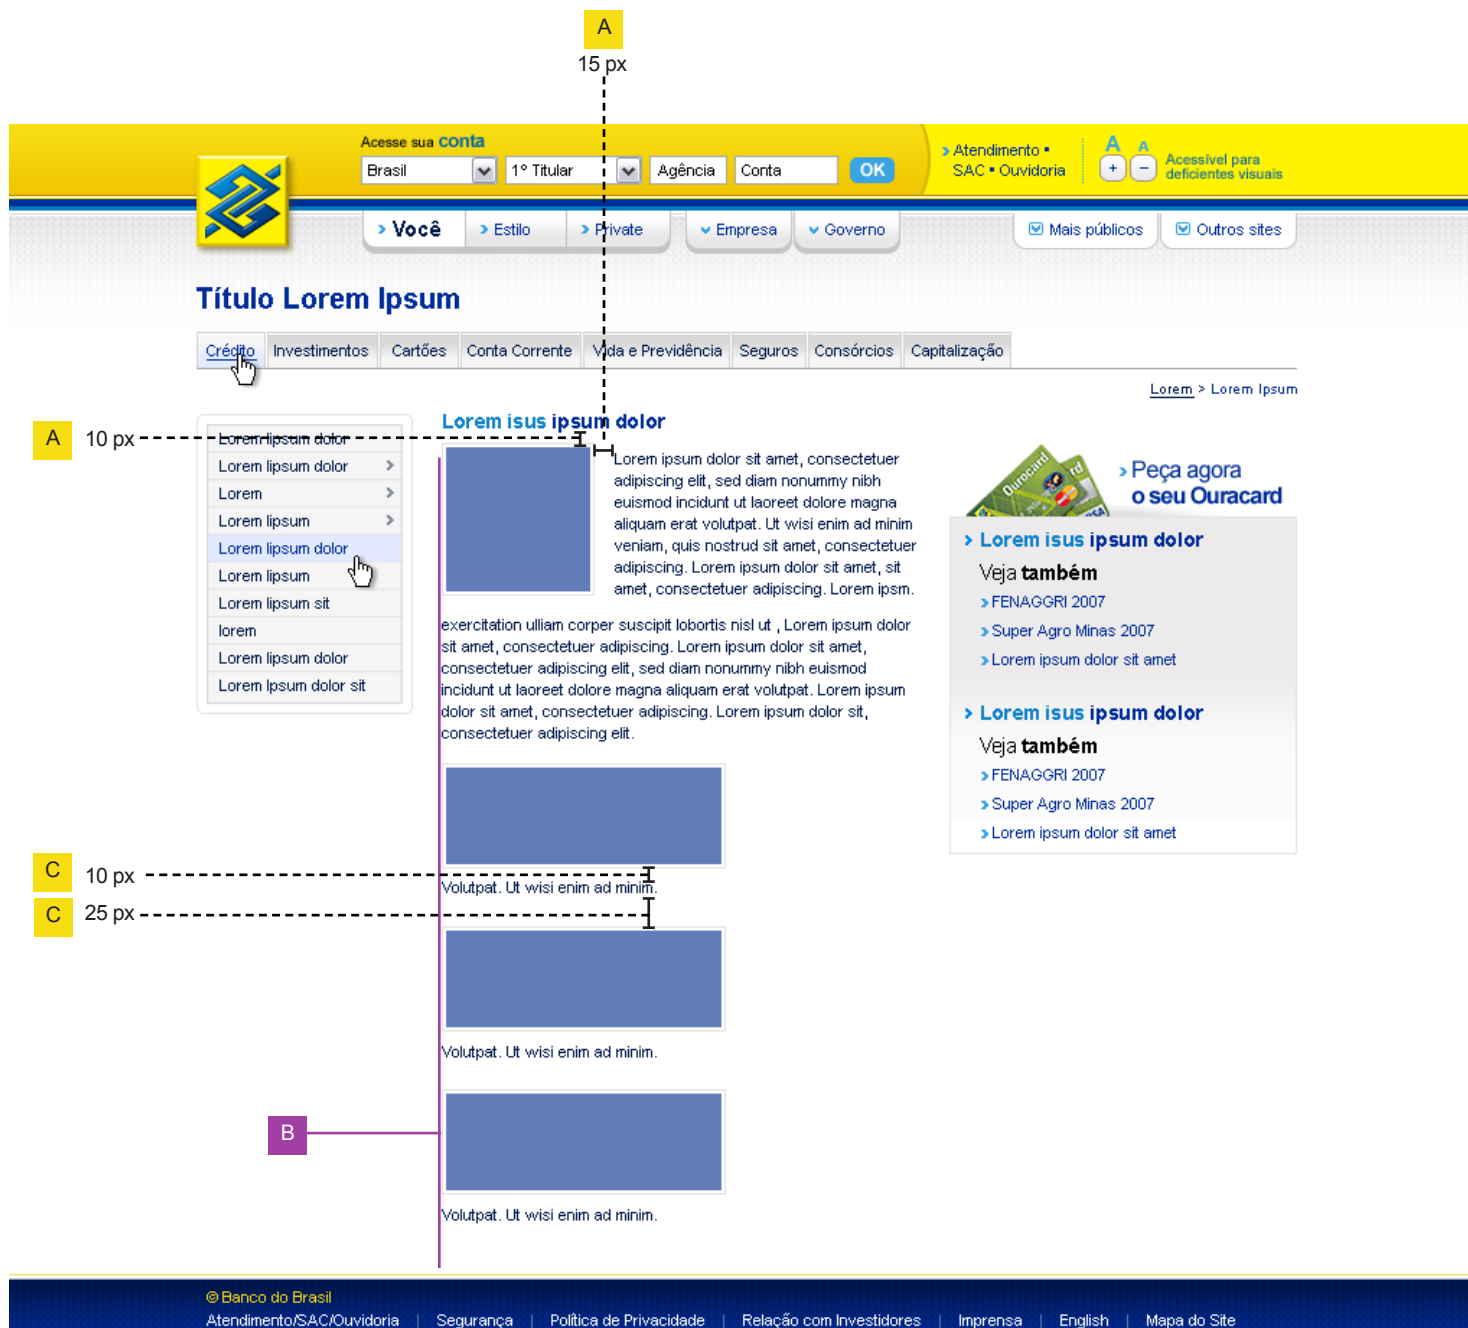 A
15 px
Acesse sua conta
Brasil
1º Titular
Agência
Conta
OK
Atendimento ▪
SAC ▪ Ouvidoria
A A
+ −
Acessível para
deficientes visuais
Você
Estilo
Private
Empresa
Governo
Mais públicos
Outros sites
Título Lorem Ipsum
Crédito
Investimentos
Cartões
Conta Corrente
Vida e Previdência
Seguros
Consórcios
Capitalização
Lorem > Lorem Ipsum
A 10 px
Lorem lipsum dolor
Lorem lipsum dolor
Lorem
Lorem lipsum
Lorem lipsum dolor
Lorem lipsum
Lorem lipsum sit
lorem
Lorem lipsum dolor
Lorem Ipsum dolor sit
Lorem isus ipsum dolor
Lorem ipsum dolor sit amet, consectetuer
adipiscing elit, sed diam nonummy nibh
euismod incidunt ut laoreet dolore magna
aliquam erat volutpat. Ut wisi enim ad minim
veniam, quis nostrud sit amet, consectetuer
adipiscing. Lorem ipsum dolor sit amet, sit
amet, consectetuer adipiscing. Lorem ipsm.
exercitation ulliam corper suscipit lobortis nisl ut , Lorem ipsum dolor
sit amet, consectetuer adipiscing. Lorem ipsum dolor sit amet,
consectetuer adipiscing elit, sed diam nonummy nibh euismod
incidunt ut laoreet dolore magna aliquam erat volutpat. Lorem ipsum
dolor sit amet, consectetuer adipiscing. Lorem ipsum dolor sit,
consectetuer adipiscing elit.
C 10 px
Volutpat. Ut wisi enim ad minim.
C 25 px
Volutpat. Ut wisi enim ad minim.
B
Volutpat. Ut wisi enim ad minim.
Ourocard
Peça agora
o seu Ouracard
Lorem isus ipsum dolor
Veja também
FENAGGRI 2007
Super Agro Minas 2007
Lorem ipsum dolor sit amet
Lorem isus ipsum dolor
Veja também
FENAGGRI 2007
Super Agro Minas 2007
Lorem ipsum dolor sit amet
© Banco do Brasil
Atendimento/SAC/Ouvidoria | Segurança | Política de Privacidade | Relação com Investidores | Imprensa | English | Mapa do Site